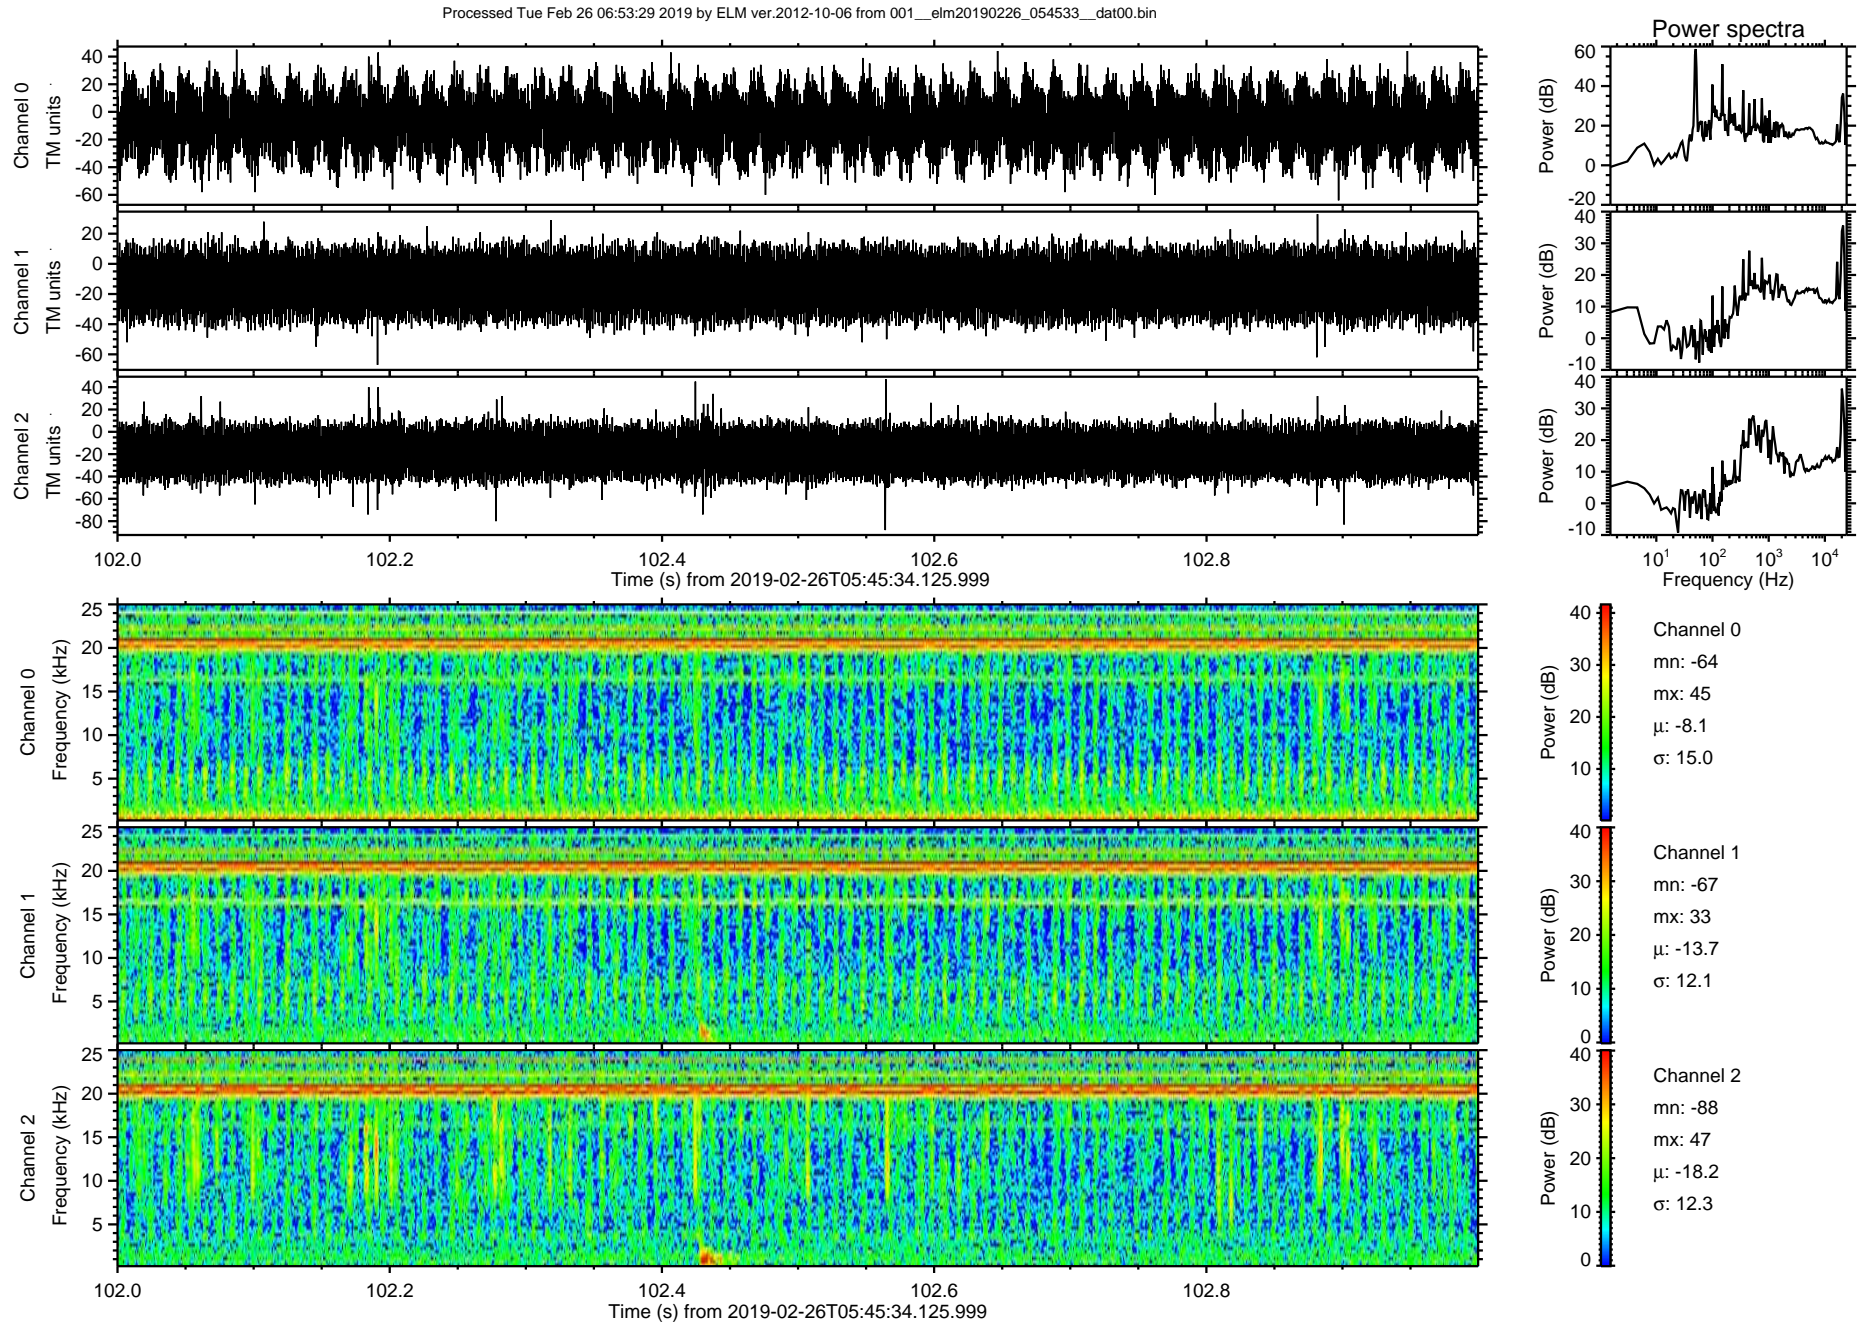 Processed Tue Feb 26 06:53:29 2019 by ELM ver.2012-10-06 from 001__elm20190226_054533__dat00.bin
Power spectra
Channel 0
TM units
40
20
0
-20
-40
-60
Power (dB)
60
40
20
0
-20
Channel 1
TM units
20
0
-20
-40
-60
Power (dB)
40
30
20
10
0
-10
Channel 2
TM units
40
20
0
-20
-40
-60
-80
Power (dB)
40
30
20
10
0
-10
102.0 102.2 102.4 102.6 102.8
Time (s) from 2019-02-26T05:45:34.125.999
10¹ 10² 10³ 10⁴
Frequency (Hz)
Channel 0
Frequency (kHz)
25
20
15
10
5
Power (dB)
40
30
20
10
Channel 0
mn: -64
mx: 45
μ: -8.1
σ: 15.0
Channel 1
Frequency (kHz)
25
20
15
10
5
Power (dB)
40
30
20
10
0
Channel 1
mn: -67
mx: 33
μ: -13.7
σ: 12.1
Channel 2
Frequency (kHz)
25
20
15
10
5
Power (dB)
40
30
20
10
0
Channel 2
mn: -88
mx: 47
μ: -18.2
σ: 12.3
102.0 102.2 102.4 102.6 102.8
Time (s) from 2019-02-26T05:45:34.125.999